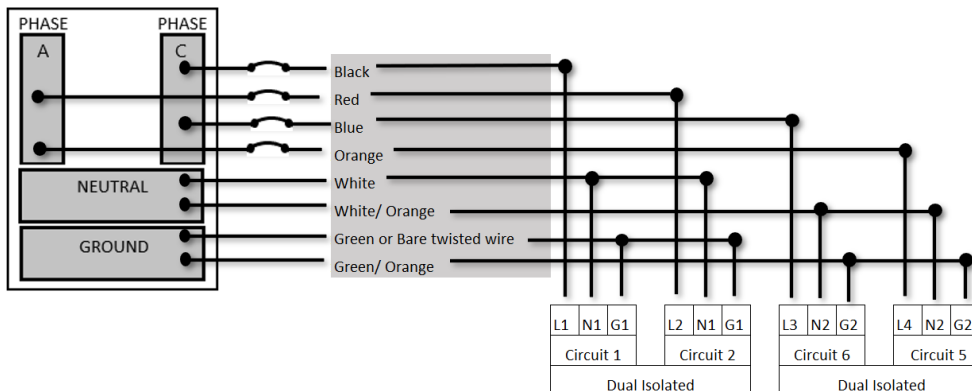 PHASE PHASE
A C
Black
Red
Blue
Orange
NEUTRAL White
White/ Orange
Green or Bare twisted wire
GROUND
Green/ Orange
L1 N1 G1 L2 N1 G1 L3 N2 G2 L4 N2 G2
Circuit 1 Circuit 2 Circuit 6 Circuit 5
Dual Isolated Dual Isolated